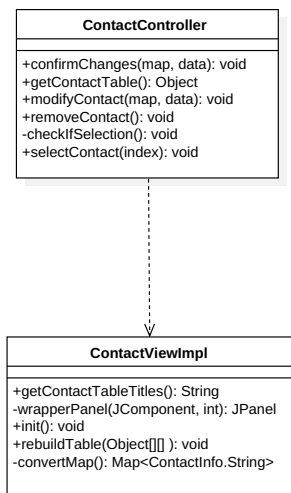 ContactController
+confirmChanges(map, data): void
+getContactTable(): Object
+modifyContact(map, data): void
+removeContact(): void
-checkIfSelection(): void
+selectContact(index): void
ContactViewImpl
+getContactTableTitles(): String
-wrapperPanel(JComponent, int): JPanel
+init(): void
+rebuildTable(Object[][] ): void
-convertMap(): Map<ContactInfo.String>